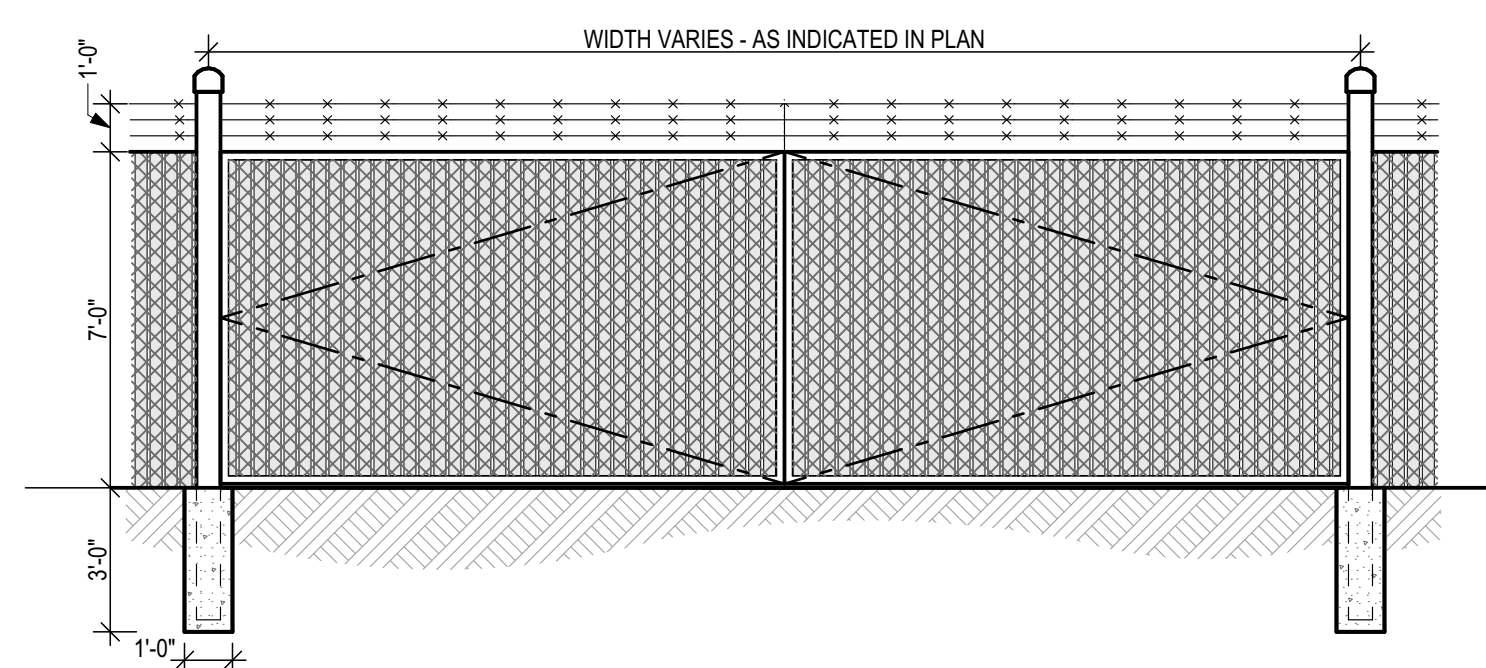 WIDTH VARIES - AS INDICATED IN PLAN
1'-0"
7'-0"
3'-0"
1'-0"